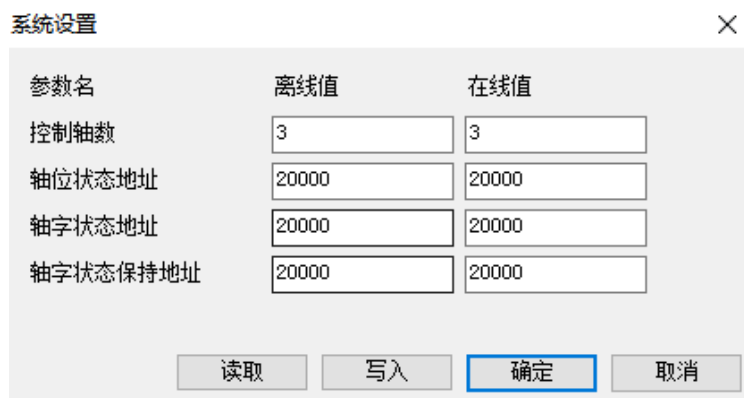 系统设置
参数名 离线值 在线值
控制轴数 3 3
轴位状态地址 20000 20000
轴字状态地址 20000 20000
轴字状态保持地址 20000 20000
读取 写入 确定 取消